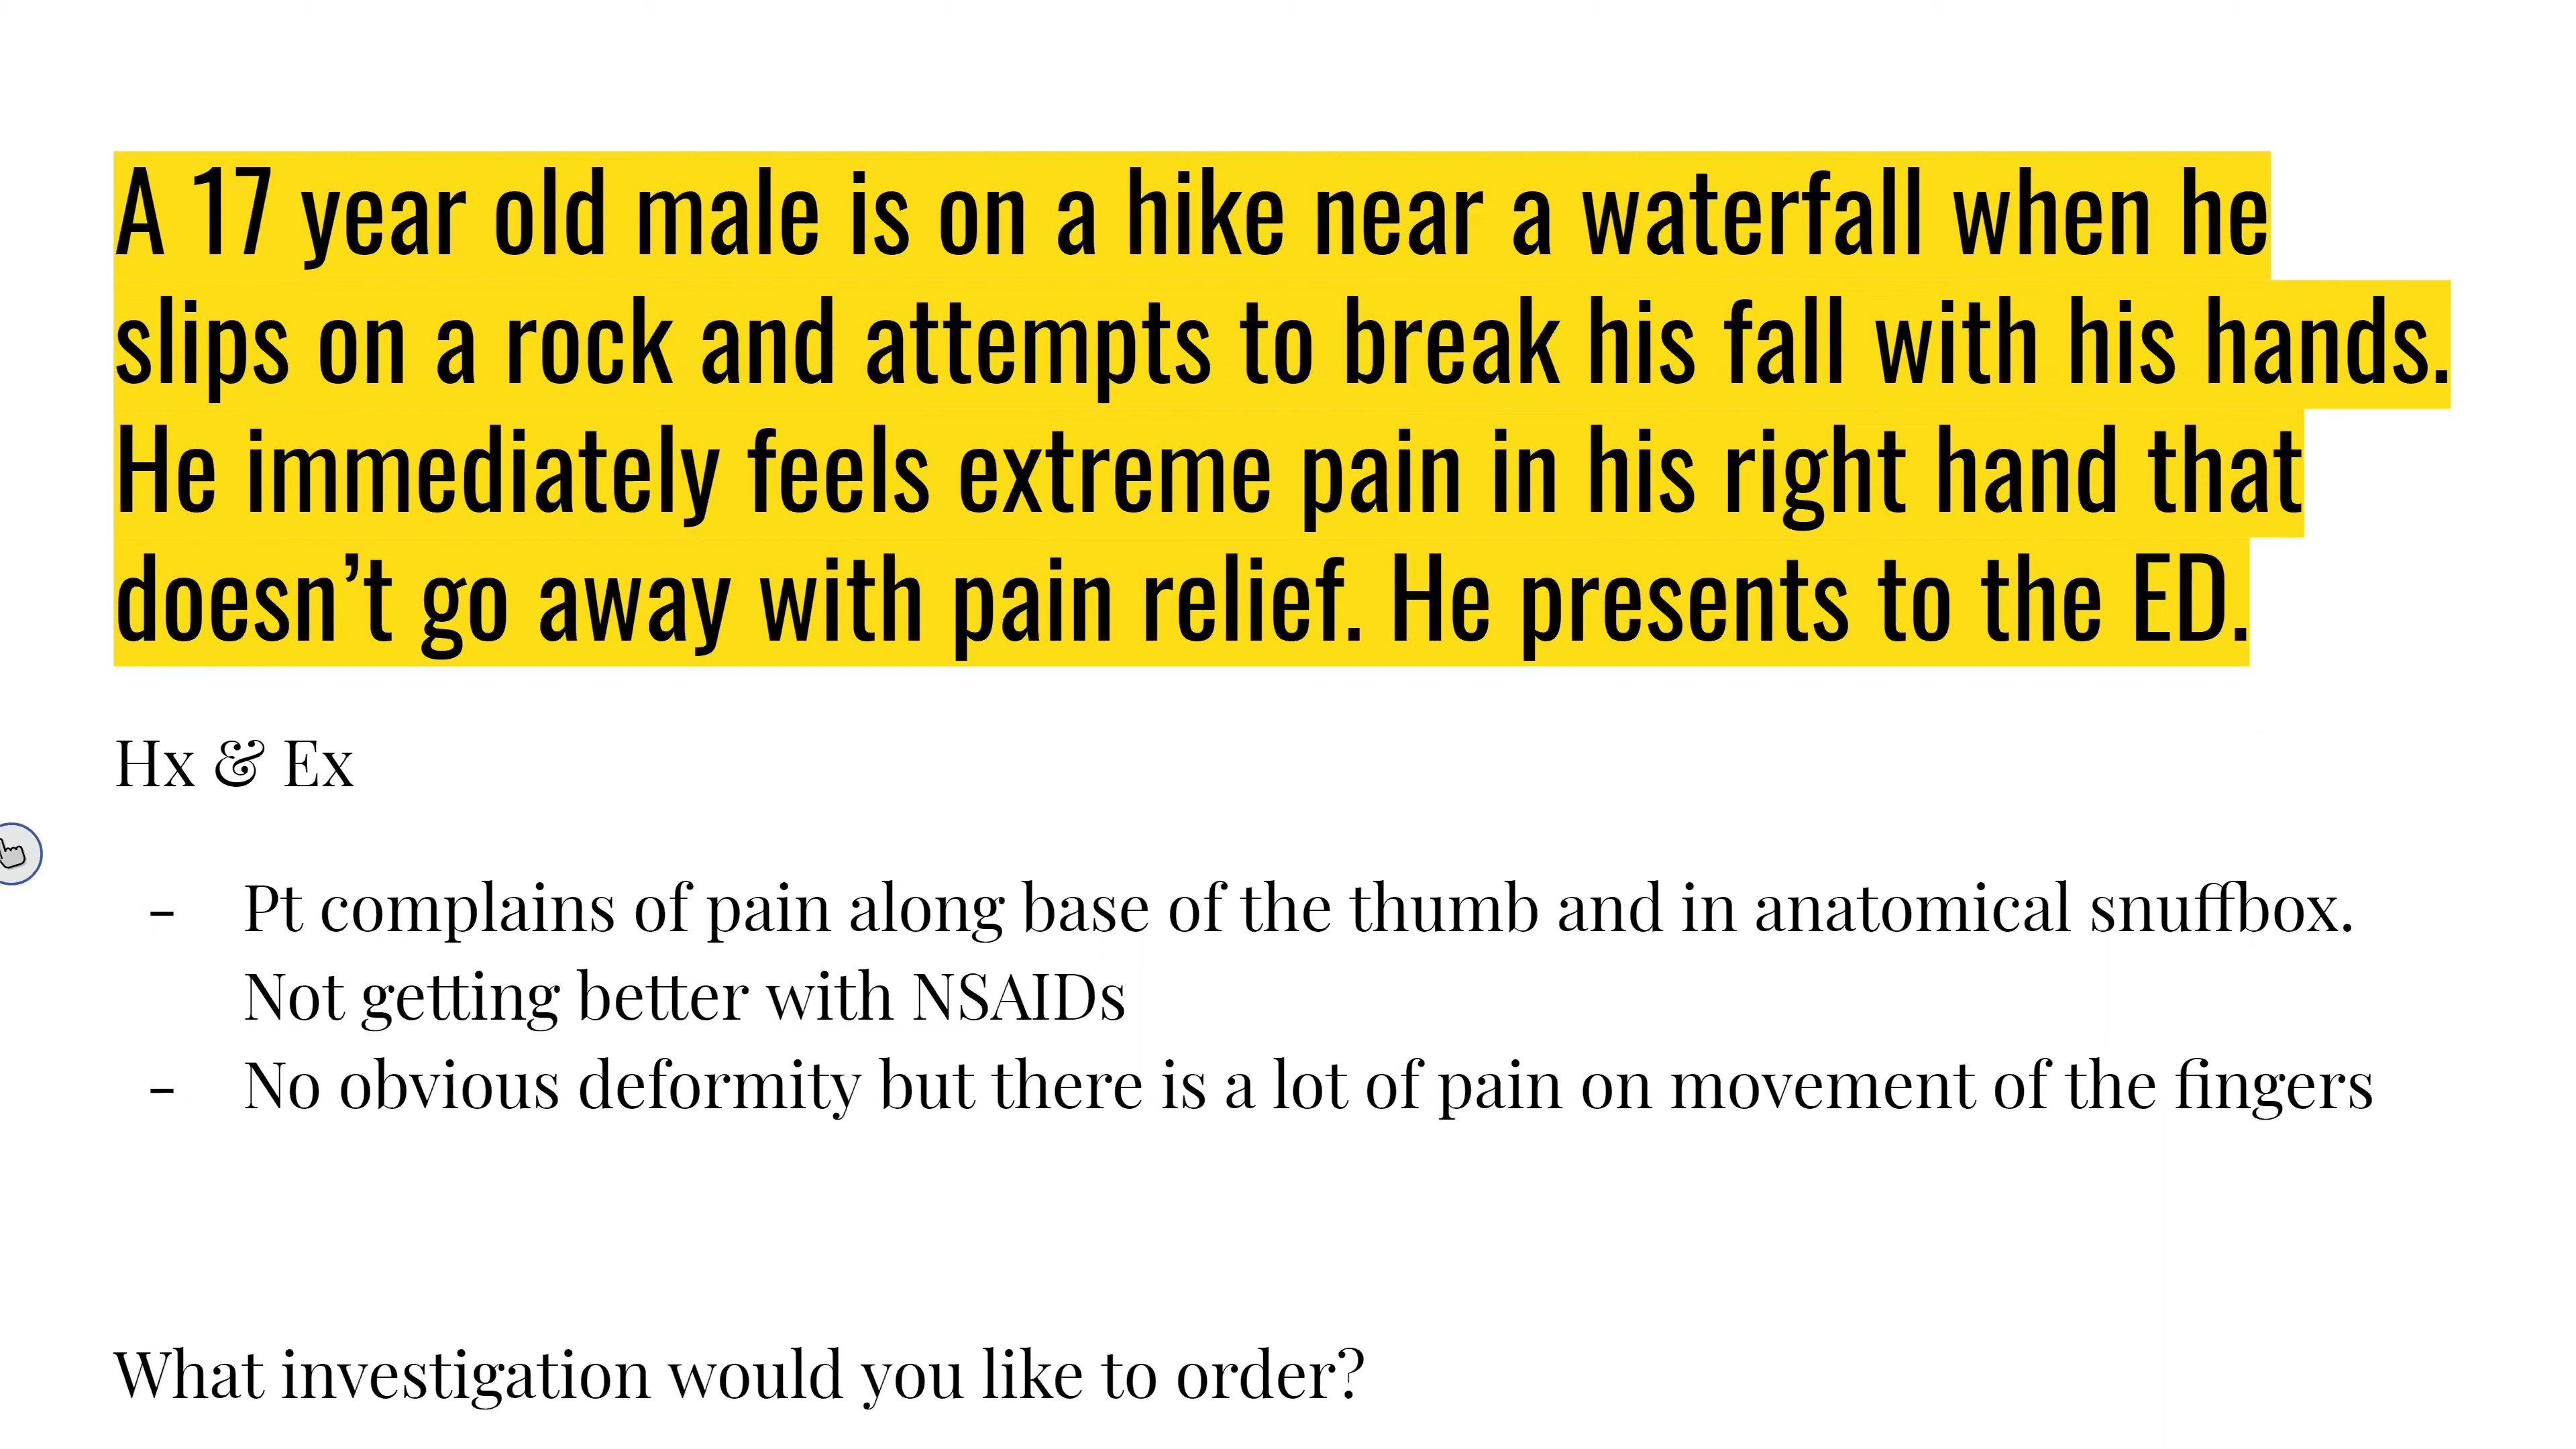 A 17 year old male is on a hike near a waterfall when he
slips on a rock and attempts to break his fall with his hands.
He immediately feels extreme pain in his right hand that
doesn’t go away with pain relief. He presents to the ED.
Hx & Ex
- Pt complains of pain along base of the thumb and in anatomical snuffbox.
Not getting better with NSAIDs
- No obvious deformity but there is a lot of pain on movement of the fingers
What investigation would you like to order?